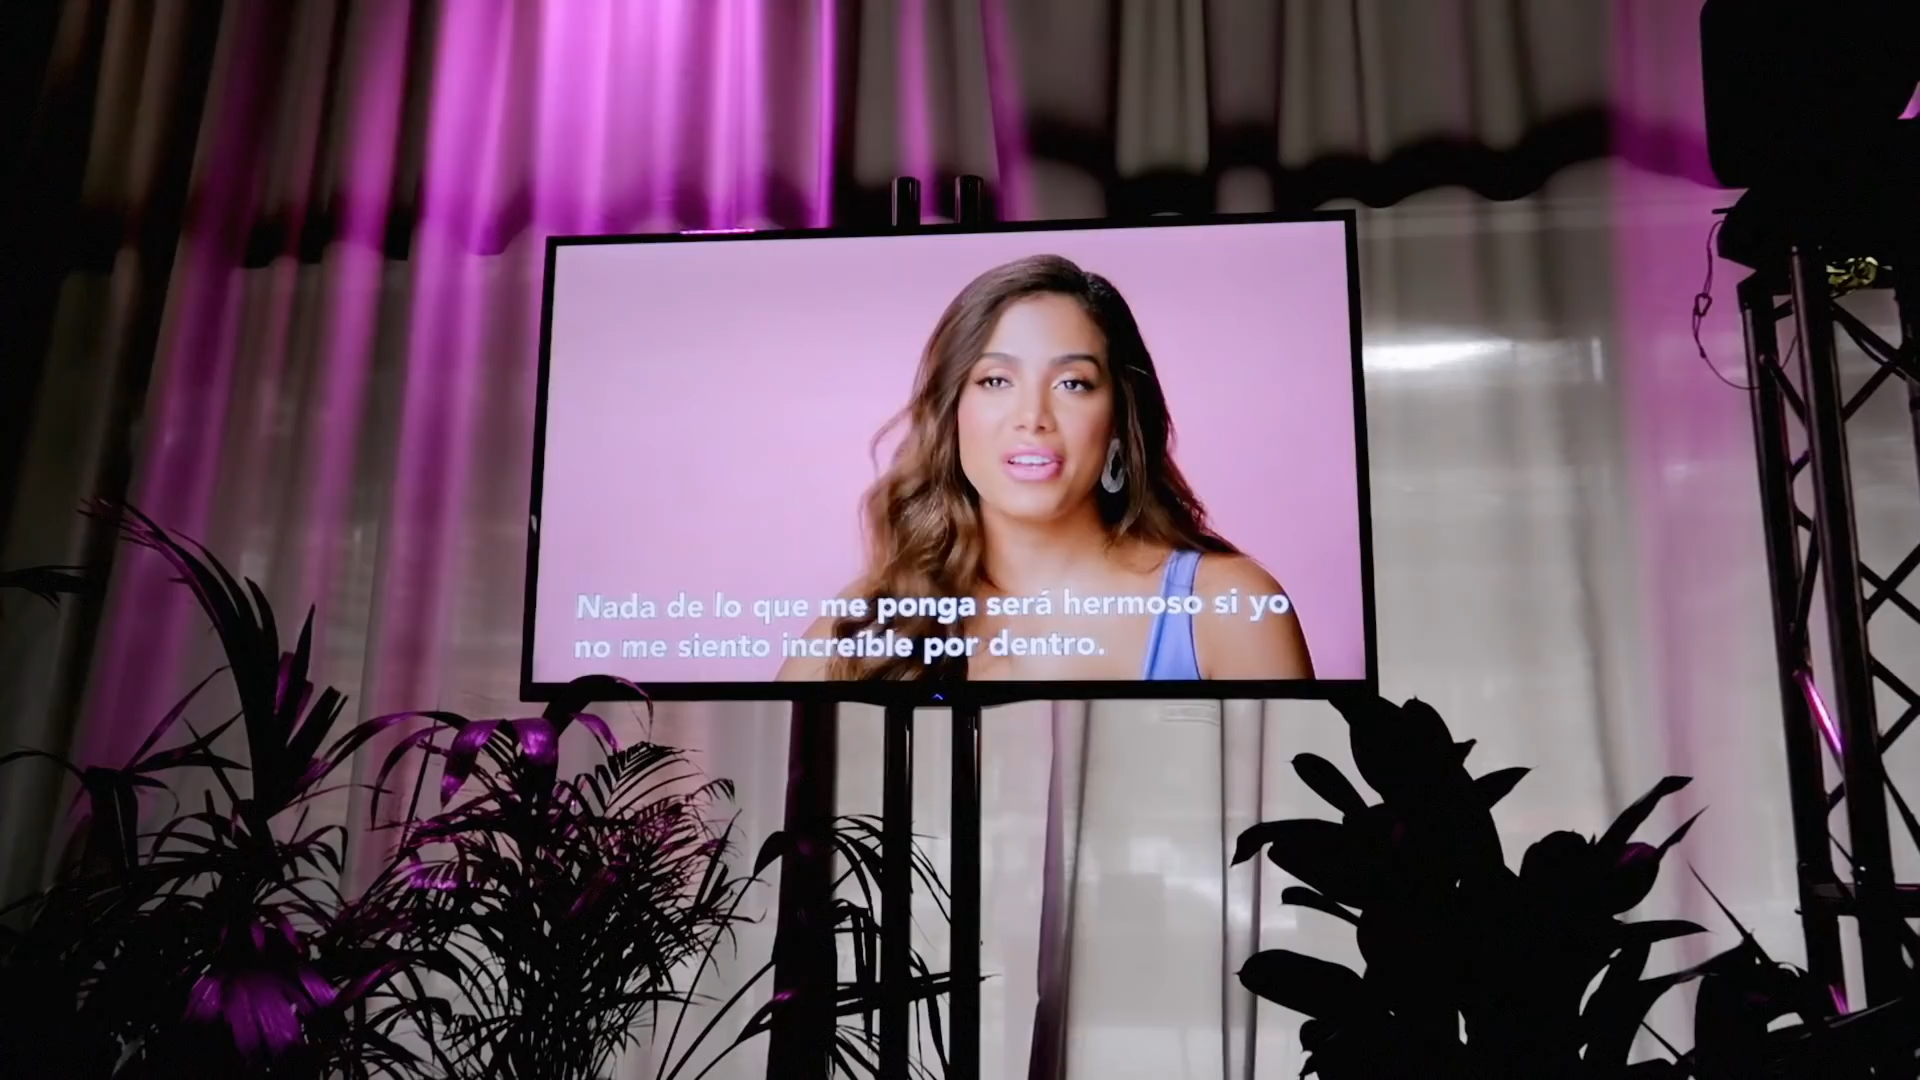 Nada de lo que me ponga será hermoso si yo
no me siento increíble por dentro.